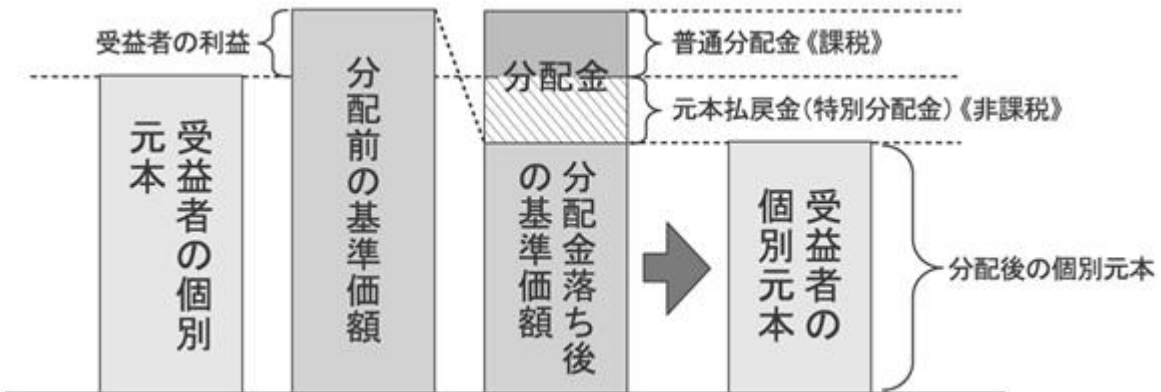 受益者の利益
受益者の個別
元本
分配前の基準価額
分配金
分配金落ち後
の基準価額
普通分配金《課税》
元本払戻金(特別分配金)《非課税》
受益者の
個別元本
分配後の個別元本